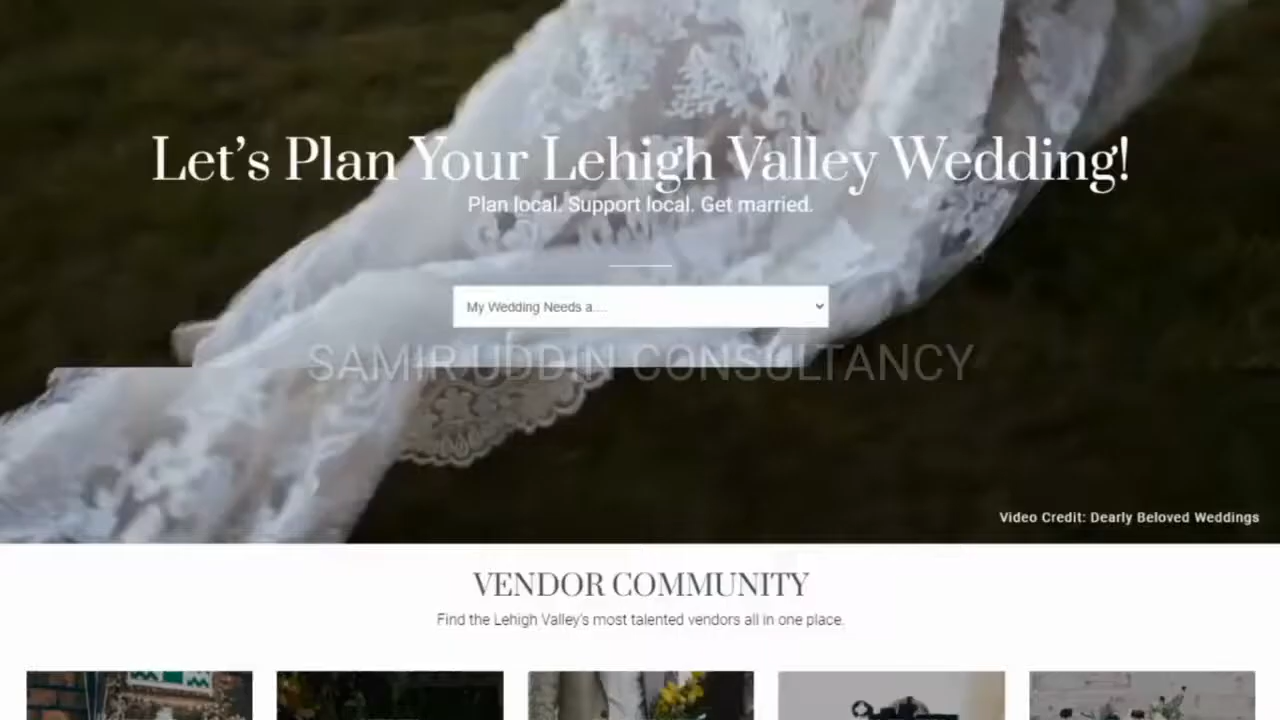 Let’s Plan Your Lehigh Valley Wedding!
Plan local. Support local. Get married.
My Wedding Needs a....
SAMIR UDDIN CONSULTANCY
Video Credit: Dearly Beloved Weddings
VENDOR COMMUNITY
Find the Lehigh Valley's most talented vendors all in one place.